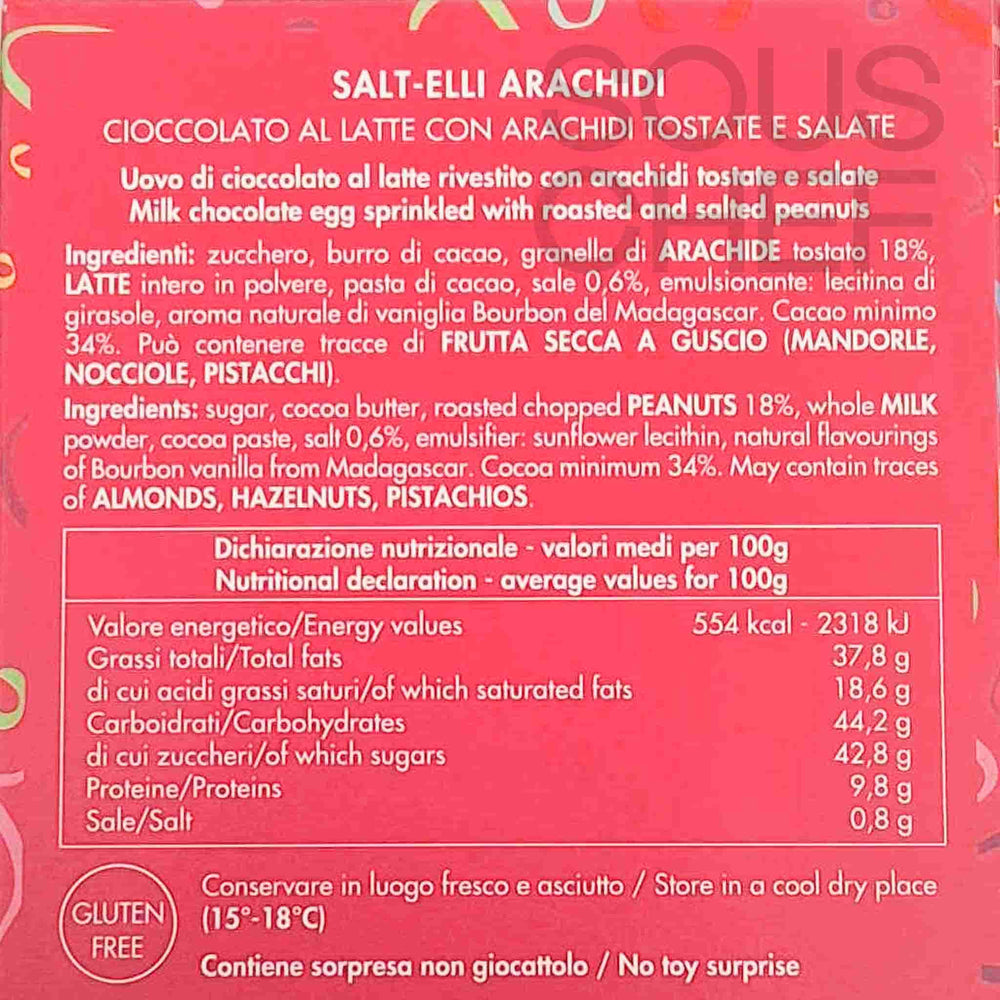 SOUS
CHEF
SALT-ELLI ARACHIDI
CIOCCOLATO AL LATTE CON ARACHIDI TOSTATE E SALATE
Uovo di cioccolato al latte rivestito con arachidi tostate e salate
Milk chocolate egg sprinkled with roasted and salted peanuts
Ingredienti: zucchero, burro di cacao, granella di ARACHIDE tostato 18%,
LATTE intero in polvere, pasta di cacao, sale 0,6%, emulsionante: lecitina di
girasole, aroma naturale di vaniglia Bourbon del Madagascar. Cacao minimo
34%. Può contenere tracce di FRUTTA SECCA A GUSCIO (MANDORLE,
NOCCIOLE, PISTACCHI).
Ingredients: sugar, cocoa butter, roasted chopped PEANUTS 18%, whole MILK
powder, cocoa paste, salt 0,6%, emulsifier: sunflower lecithin, natural flavourings
of Bourbon vanilla from Madagascar. Cocoa minimum 34%. May contain traces
of ALMONDS, HAZELNUTS, PISTACHIOS.
Dichiarazione nutrizionale - valori medi per 100g
Nutritional declaration - average values for 100g
Valore energetico/Energy values 554 kcal - 2318 kJ
Grassi totali/Total fats 37,8 g
di cui acidi grassi saturi/of which saturated fats 18,6 g
Carboidrati/Carbohydrates 44,2 g
di cui zuccheri/of which sugars 42,8 g
Proteine/Proteins 9,8 g
Sale/Salt 0,8 g
GLUTEN
FREE
Conservare in luogo fresco e asciutto / Store in a cool dry place
(15°-18°C)
Contiene sorpresa non giocattolo / No toy surprise